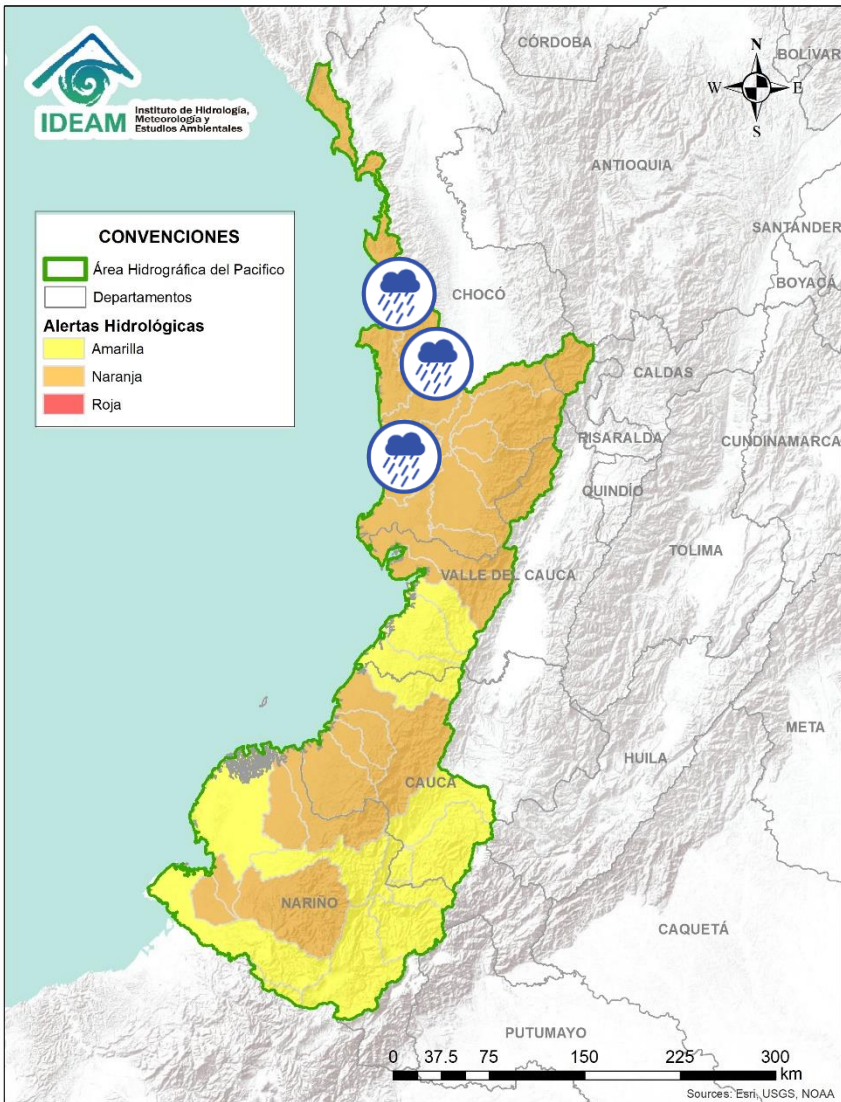 IDEAM
Instituto de Hidrología,
Meteorología y
Estudios Ambientales
CONVENCIONES
Área Hidrográfica del Pacifico
Departamentos
Alertas Hidrológicas
Amarilla
Naranja
Roja
N
W
E
S
CÓRDOBA
BOLÍVAR
ANTIOQUIA
SANTANDER
BOYACÁ
CHOCÓ
CALDAS
RISARALDA
CUNDINAMARCA
QUINDÍO
TOLIMA
VALLE DEL CAUCA
META
HUILA
CAUCA
NARIÑO
CAQUETÁ
PUTUMAYO
0 37.5 75 150 225 300
km
Sources: Esri, USGS, NOAA